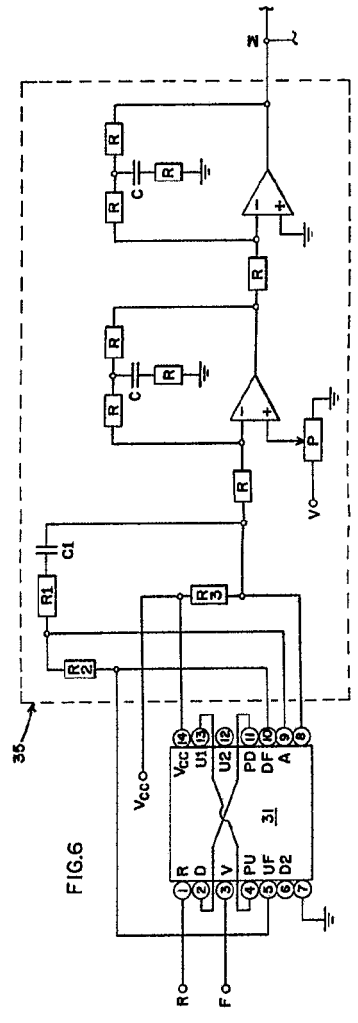 FIG.6
35
M
R
R
C
R
R
R
R
C
R
R
−
+
−
+
P
V
C1
R1
R2
R3
Vcc
31
Vcc 14
U1 13
U2 12
PD 11
DF 10
A 9
8
1 R
2 D
3 V
4 PU
5 UF
6 D2
7
R
F